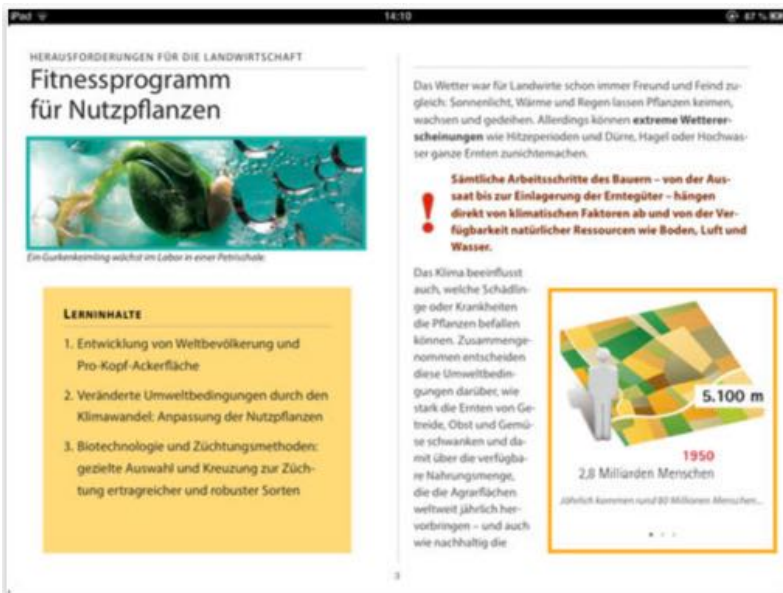 iPad
14:10
87 %
HERAUSFORDERUNGEN FÜR DIE LANDWIRTSCHAFT
Fitnessprogramm
für Nutzpflanzen
Ein Gurkenkeimling wächst im Labor in einer Petrischale.
LERNINHALTE
1. Entwicklung von Weltbevölkerung und
Pro-Kopf-Ackerfläche
2. Veränderte Umweltbedingungen durch den
Klimawandel: Anpassung der Nutzpflanzen
3. Biotechnologie und Züchtungsmethoden:
gezielte Auswahl und Kreuzung zur Züch-
tung ertragreicher und robuster Sorten
Das Wetter war für Landwirte schon immer Freund und Feind zu-
gleich: Sonnenlicht, Wärme und Regen lassen Pflanzen keimen,
wachsen und gedeihen. Allerdings können extreme Wetterer-
scheinungen wie Hitzeperioden und Dürre, Hagel oder Hochwas-
ser ganze Ernten zunichtemachen.
! Sämtliche Arbeitsschritte des Bauern – von der Aus-
saat bis zur Einlagerung der Erntegüter – hängen
direkt von klimatischen Faktoren ab und von der Ver-
fügbarkeit natürlicher Ressourcen wie Boden, Luft und
Wasser.
Das Klima beeinflusst
auch, welche Schädlin-
ge oder Krankheiten
die Pflanzen befallen
können. Zusammenge-
nommen entscheiden
diese Umweltbedin-
gungen darüber, wie
stark die Ernten von Ge-
treide, Obst und Gemü-
se schwanken und da-
mit über die verfügba-
re Nahrungsmenge,
die die Agrarflächen
weltweit jährlich her-
vorbringen – und auch
wie nachhaltig die
5.100 m
1950
2,8 Milliarden Menschen
Jährlich kommen rund 80 Millionen Menschen...
3